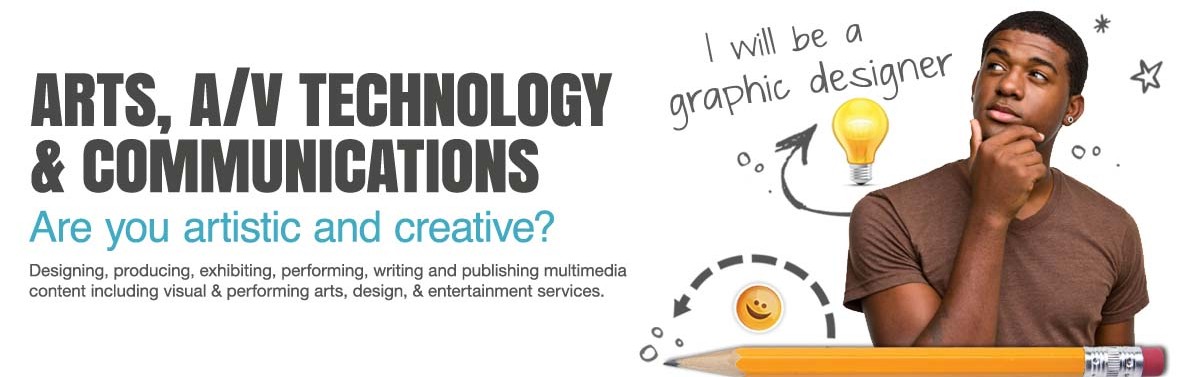 ARTS, A/V TECHNOLOGY
& COMMUNICATIONS
Are you artistic and creative?
Designing, producing, exhibiting, performing, writing and publishing multimedia
content including visual & performing arts, design, & entertainment services.
I will be a
graphic designer